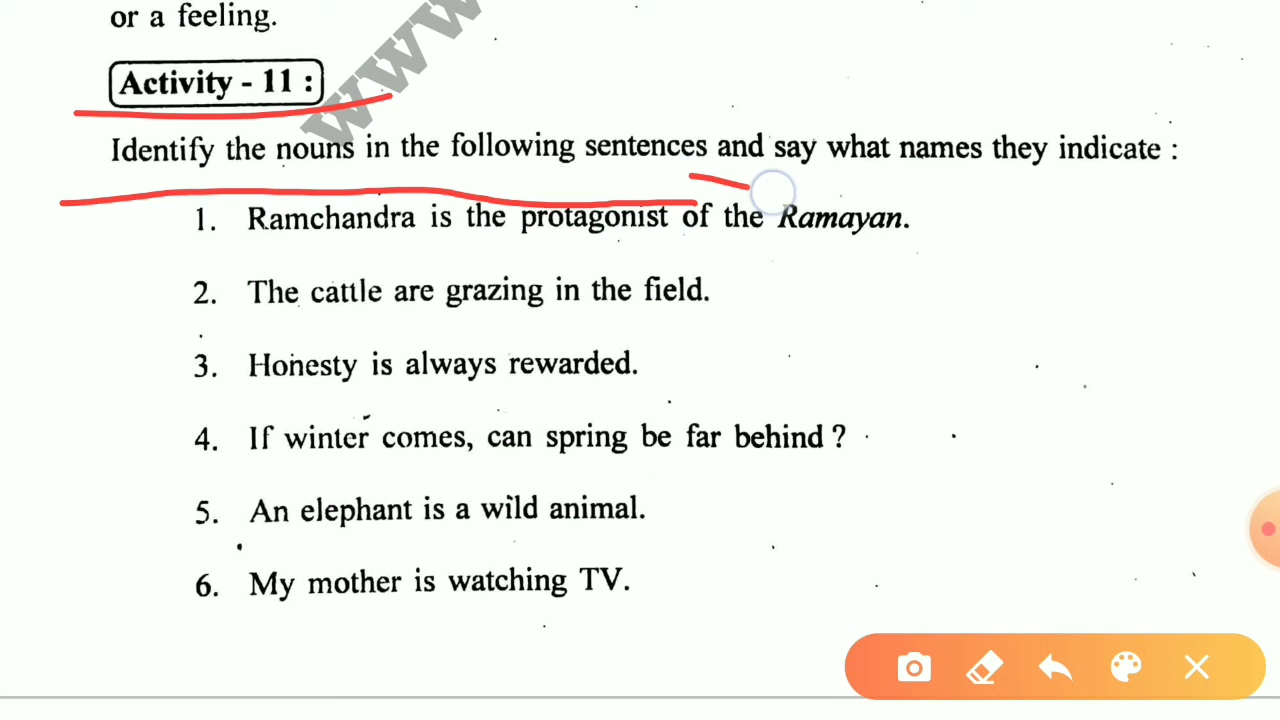 or a feeling.
www
Activity - 11 :
Identify the nouns in the following sentences and say what names they indicate :
1. Ramchandra is the protagonist of the Ramayan.
2. The cattle are grazing in the field.
3. Honesty is always rewarded.
4. If winter comes, can spring be far behind ?
5. An elephant is a wild animal.
6. My mother is watching TV.